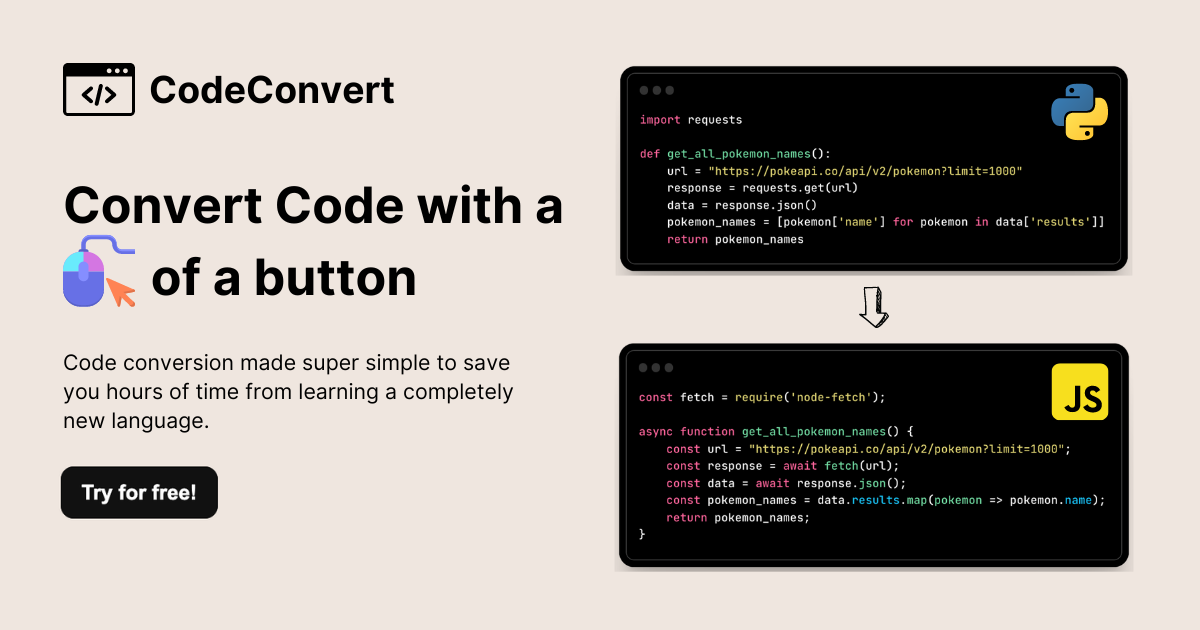 </> CodeConvert
Convert Code with a
of a button
Code conversion made super simple to save
you hours of time from learning a completely
new language.
Try for free!
import requests
def get_all_pokemon_names():
    url = "https://pokeapi.co/api/v2/pokemon?limit=1000"
    response = requests.get(url)
    data = response.json()
    pokemon_names = [pokemon['name'] for pokemon in data['results']]
    return pokemon_names
JS
const fetch = require('node-fetch');
async function get_all_pokemon_names() {
    const url = "https://pokeapi.co/api/v2/pokemon?limit=1000";
    const response = await fetch(url);
    const data = await response.json();
    const pokemon_names = data.results.map(pokemon => pokemon.name);
    return pokemon_names;
}